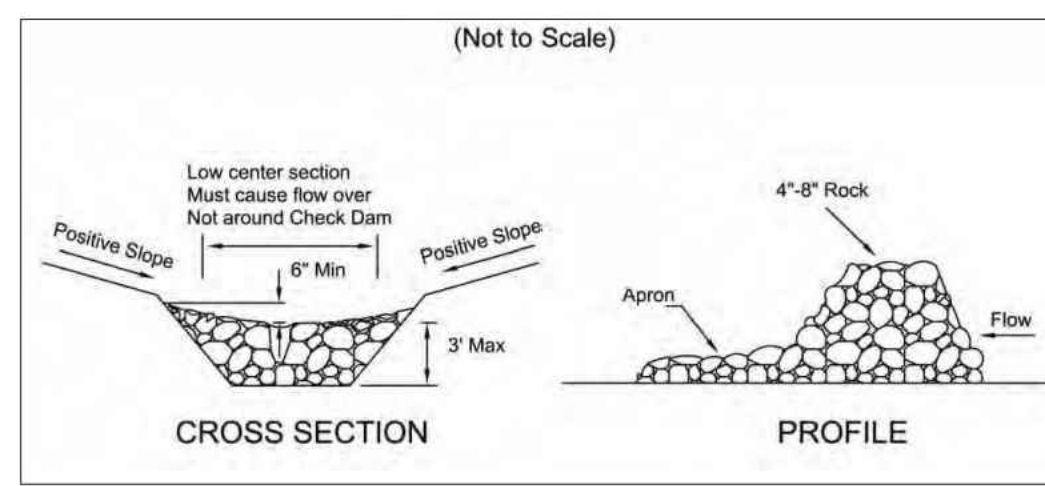 (Not to Scale)
Low center section
Must cause flow over
Not around Check Dam
Positive Slope
Positive Slope
6" Min
3' Max
CROSS SECTION
4"-8" Rock
Apron
Flow
PROFILE